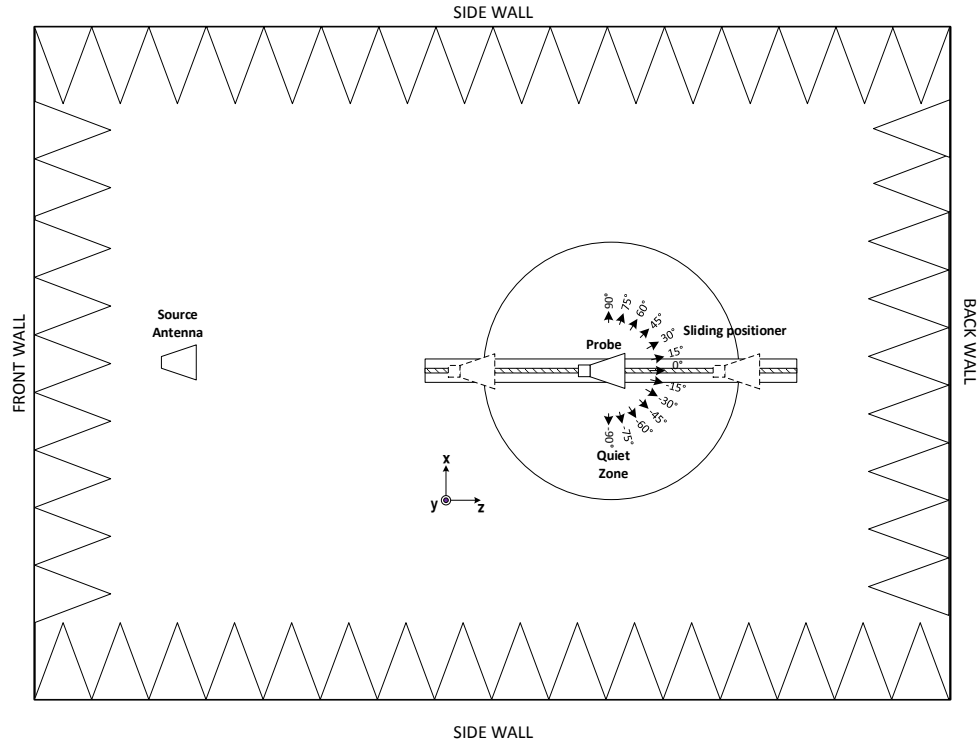 SIDE WALL
FRONT WALL
BACK WALL
Source
Antenna
90°
75°
60°
45°
30°
15°
0°
-15°
-30°
-45°
-60°
-75°
-90°
Probe
Sliding positioner
Quiet
Zone
x
y
z
SIDE WALL